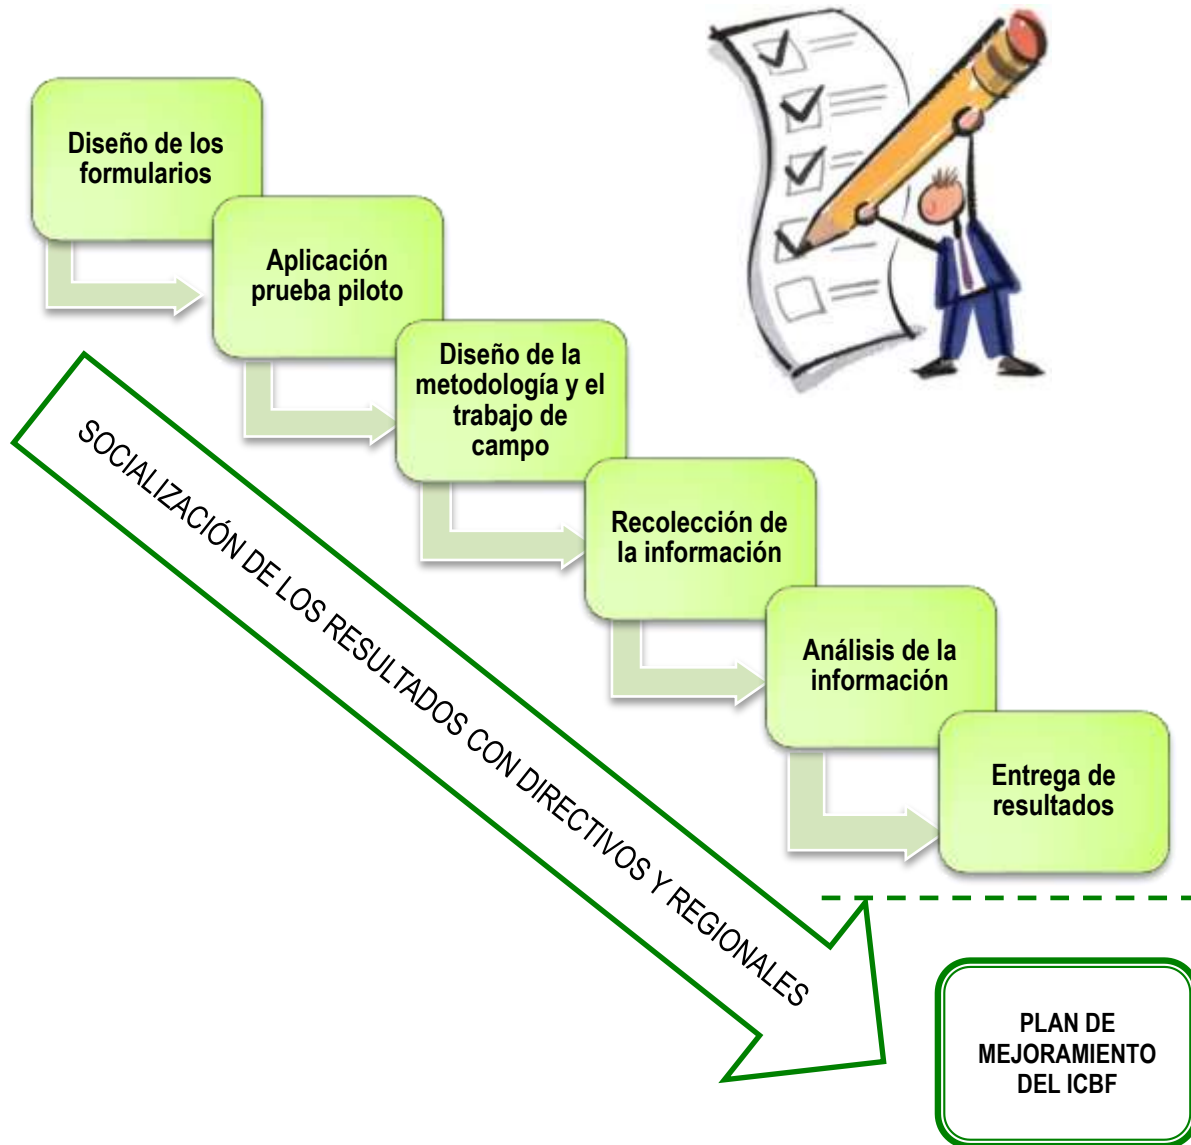 Diseño de los
formularios
Aplicación
prueba piloto
Diseño de la
metodología y el
trabajo de
campo
Recolección de
la información
Análisis de la
información
Entrega de
resultados
SOCIALIZACIÓN DE LOS RESULTADOS CON DIRECTIVOS Y REGIONALES
PLAN DE
MEJORAMIENTO
DEL ICBF